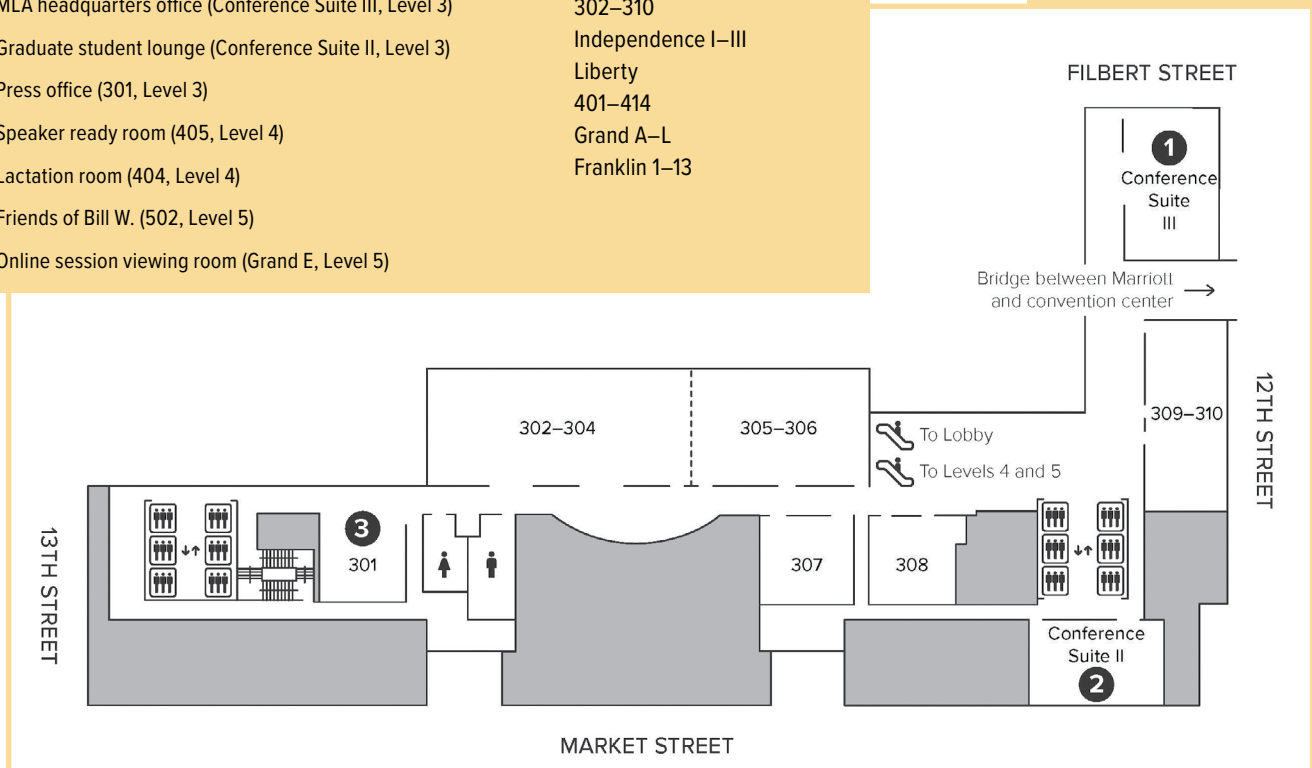 MLA headquarters office (Conference Suite III, Level 3)
Graduate student lounge (Conference Suite II, Level 3)
Press office (301, Level 3)
Speaker ready room (405, Level 4)
Lactation room (404, Level 4)
Friends of Bill W. (502, Level 5)
Online session viewing room (Grand E, Level 5)
302–310
Independence I–III
Liberty
401–414
Grand A–L
Franklin 1–13
FILBERT STREET
1
Conference
Suite
III
Bridge between Marriott
and convention center
12TH STREET
309–310
302–304
305–306
To Lobby
To Levels 4 and 5
13TH STREET
3
301
307
308
Conference
Suite II
2
MARKET STREET